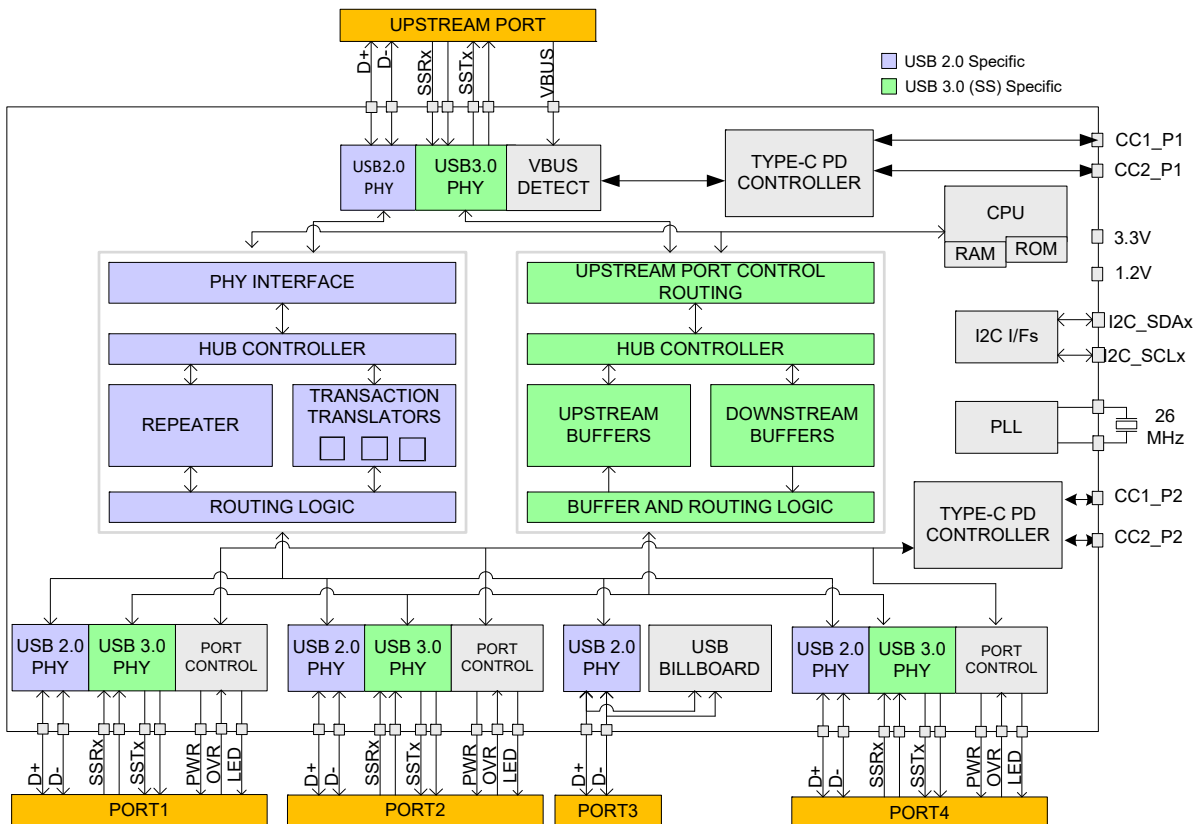 UPSTREAM PORT
D+
D-
SSRx
SSTx
VBUS
USB 2.0 Specific
USB 3.0 (SS) Specific
USB2.0
PHY
USB3.0
PHY
VBUS
DETECT
TYPE-C PD
CONTROLLER
CC1_P1
CC2_P1
CPU
RAM
ROM
3.3V
1.2V
PHY INTERFACE
HUB CONTROLLER
REPEATER
TRANSACTION
TRANSLATORS
ROUTING LOGIC
UPSTREAM PORT CONTROL
ROUTING
HUB CONTROLLER
UPSTREAM
BUFFERS
DOWNSTREAM
BUFFERS
BUFFER AND ROUTING LOGIC
I2C I/Fs
I2C_SDAx
I2C_SCLx
PLL
26
MHz
TYPE-C PD
CONTROLLER
CC1_P2
CC2_P2
USB 2.0
PHY
USB 3.0
PHY
PORT
CONTROL
USB 2.0
PHY
USB 3.0
PHY
PORT
CONTROL
USB 2.0
PHY
USB
BILLBOARD
USB 2.0
PHY
USB 3.0
PHY
PORT
CONTROL
D+
D-
SSRx
SSTx
PWR
OVR
LED
D+
D-
SSRx
SSTx
PWR
OVR
LED
D+
D-
D+
D-
SSRx
SSTx
PWR
OVR
LED
PORT1
PORT2
PORT3
PORT4